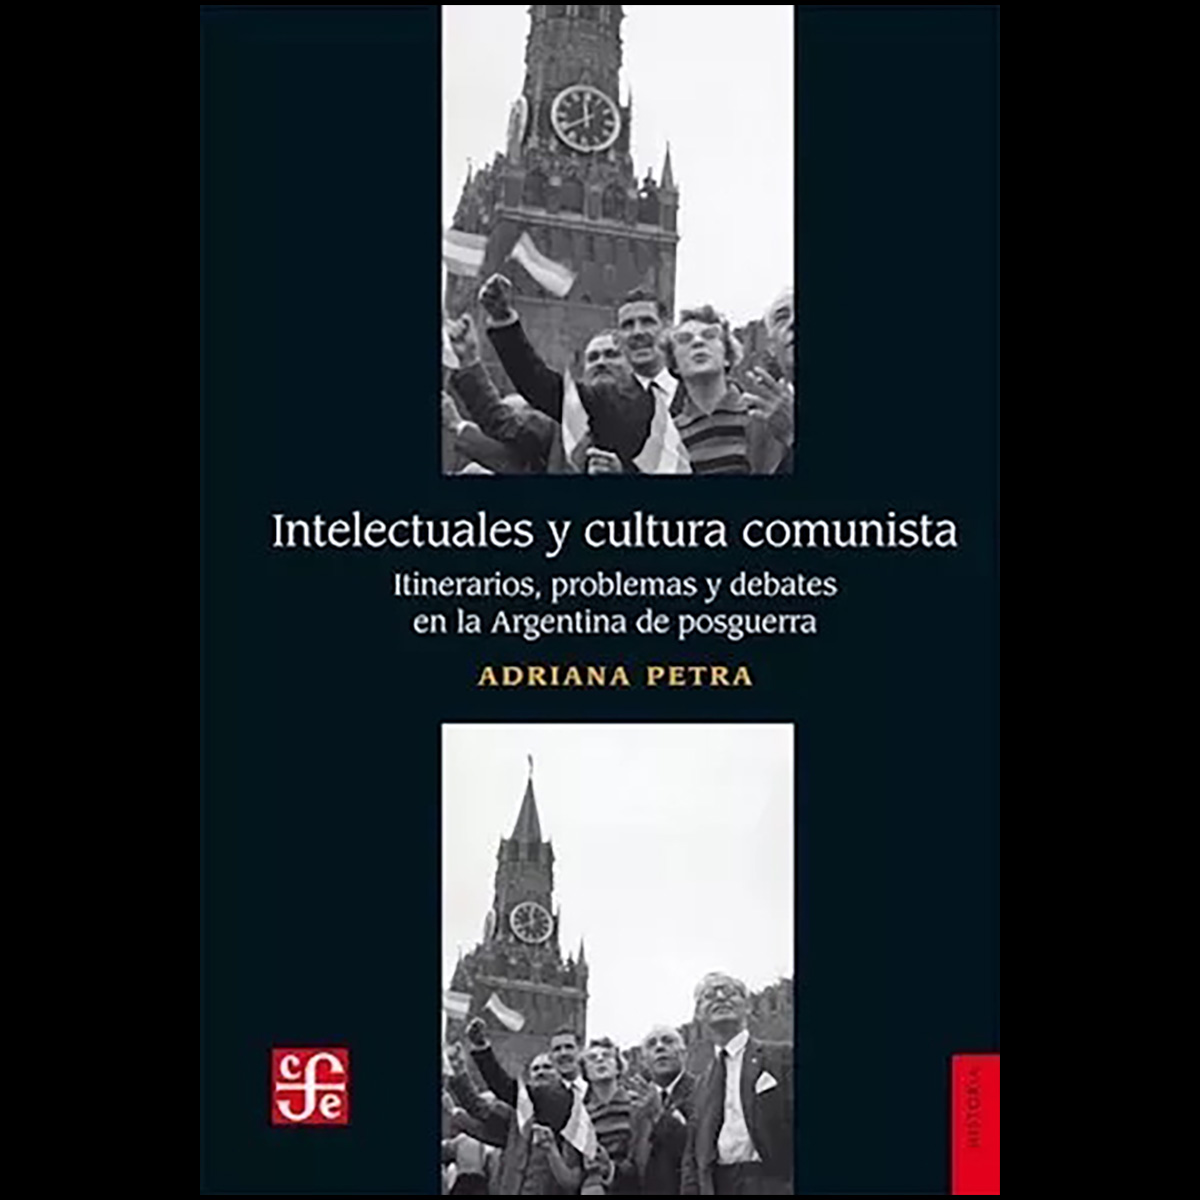 Intelectuales y cultura comunista
Itinerarios, problemas y debates
en la Argentina de posguerra
ADRIANA PETRA
cfe
HISTORIA